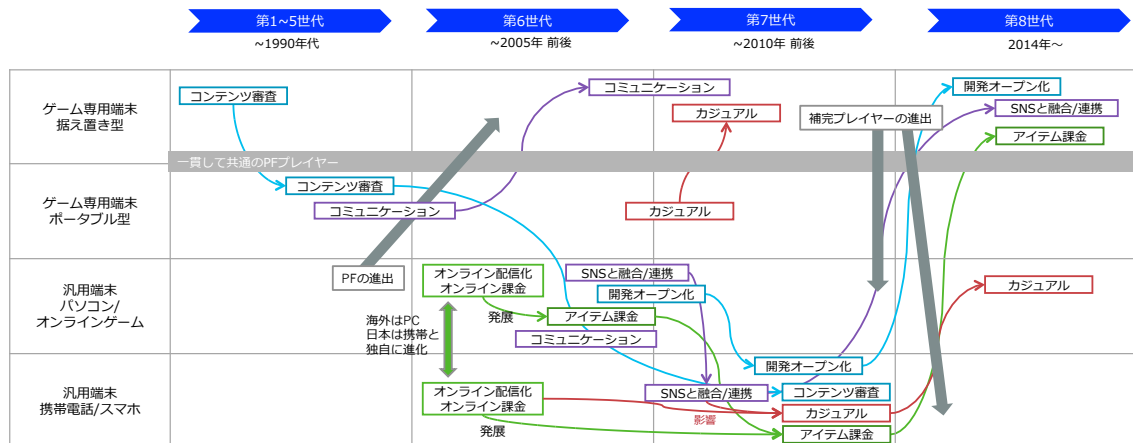 第1~5世代
第6世代
第7世代
第8世代
~1990年代
~2005年 前後
~2010年 前後
2014年～
ゲーム専用端末
据え置き型
コンテンツ審査
コミュニケーション
カジュアル
補完プレイヤーの進出
開発オープン化
SNSと融合/連携
アイテム課金
一貫して共通のPFプレイヤー
ゲーム専用端末
ポータブル型
コンテンツ審査
コミュニケーション
カジュアル
汎用端末
パソコン/
オンラインゲーム
PFの進出
オンライン配信化
オンライン課金
SNSと融合/連携
開発オープン化
カジュアル
発展
アイテム課金
コミュニケーション
海外はPC
日本は携帯と
独自に進化
汎用端末
携帯電話/スマホ
オンライン配信化
オンライン課金
開発オープン化
SNSと融合/連携
コンテンツ審査
影響
カジュアル
発展
アイテム課金